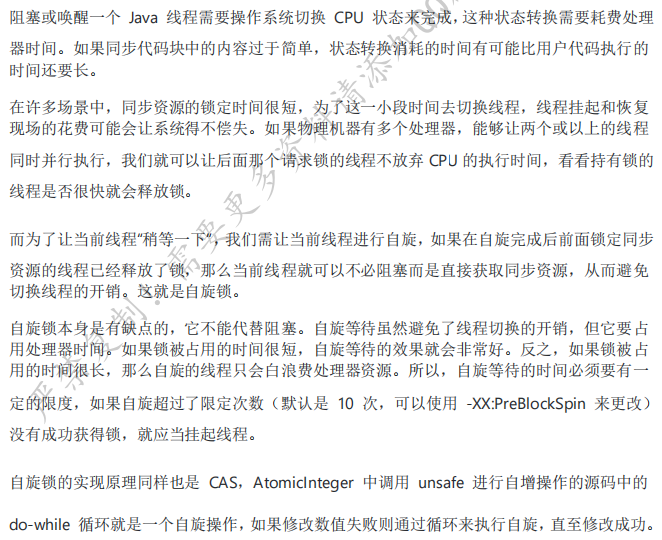 阻塞或唤醒一个 Java 线程需要操作系统切换 CPU 状态来完成，这种状态转换需要耗费处理
器时间。如果同步代码块中的内容过于简单，状态转换消耗的时间有可能比用户代码执行的
时间还要长。
在许多场景中，同步资源的锁定时间很短，为了这一小段时间去切换线程，线程挂起和恢复
现场的花费可能会让系统得不偿失。如果物理机器有多个处理器，能够让两个或以上的线程
同时并行执行，我们就可以让后面那个请求锁的线程不放弃 CPU 的执行时间，看看持有锁的
线程是否很快就会释放锁。
而为了让当前线程“稍等一下”，我们需让当前线程进行自旋，如果在自旋完成后前面锁定同步
资源的线程已经释放了锁，那么当前线程就可以不必阻塞而是直接获取同步资源，从而避免
切换线程的开销。这就是自旋锁。
自旋锁本身是有缺点的，它不能代替阻塞。自旋等待虽然避免了线程切换的开销，但它要占
用处理器时间。如果锁被占用的时间很短，自旋等待的效果就会非常好。反之，如果锁被占
用的时间很长，那么自旋的线程只会白浪费处理器资源。所以，自旋等待的时间必须要有一
定的限度，如果自旋超过了限定次数（默认是 10 次，可以使用 -XX:PreBlockSpin 来更改）
没有成功获得锁，就应当挂起线程。
自旋锁的实现原理同样也是 CAS，AtomicInteger 中调用 unsafe 进行自增操作的源码中的
do-while 循环就是一个自旋操作，如果修改数值失败则通过循环来执行自旋，直至修改成功。
严禁复制，需要更多资料请添加QQ